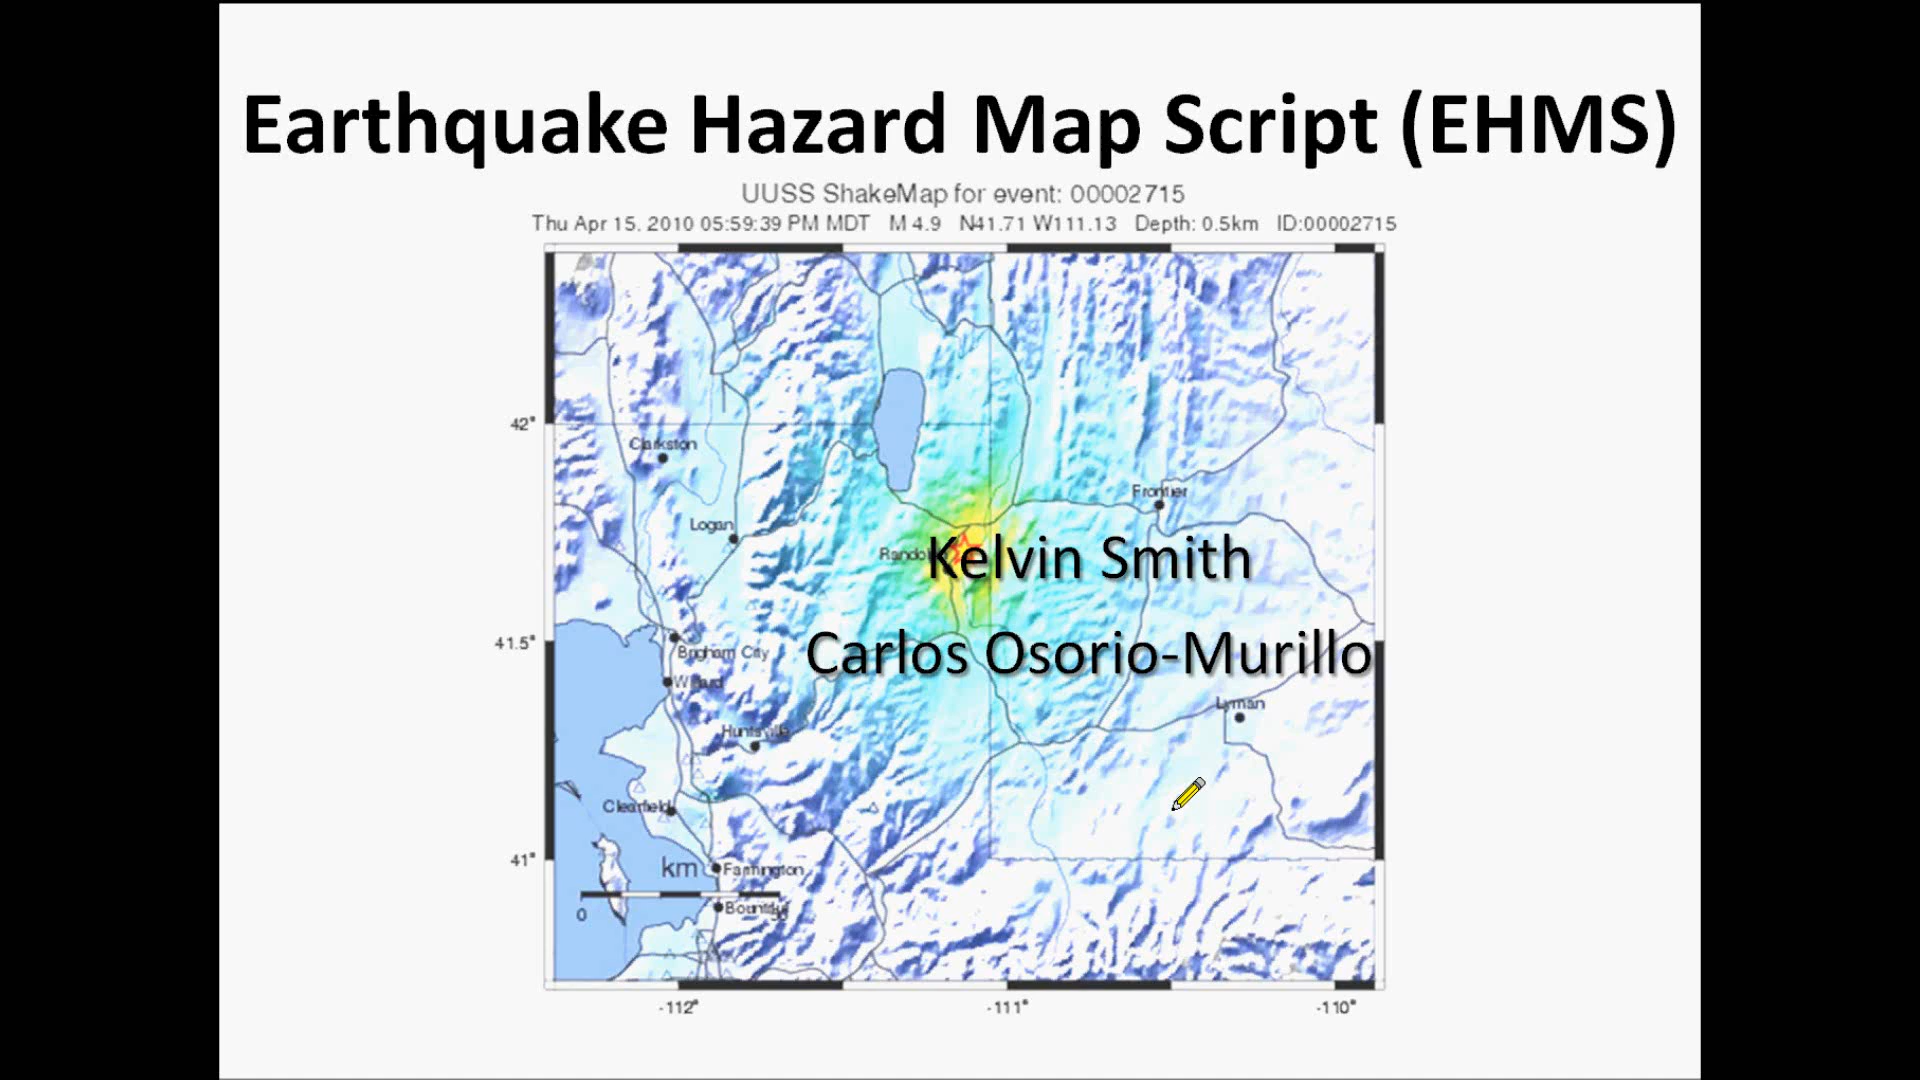 Earthquake Hazard Map Script (EHMS)
UUSS ShakeMap for event: 00002715
Thu Apr 15, 2010 05:59:39 PM MDT M 4.9 N41.71 W111.13 Depth: 0.5km ID:00002715
42°
Clarkston
Frontier
Logan
Kelvin Smith
41.5°
Brigham City
Carlos Osorio-Murillo
Willard
Lyman
Huntsville
Clearfield
41°
km
Farmington
0
Bountiful
-112°
-111°
-110°